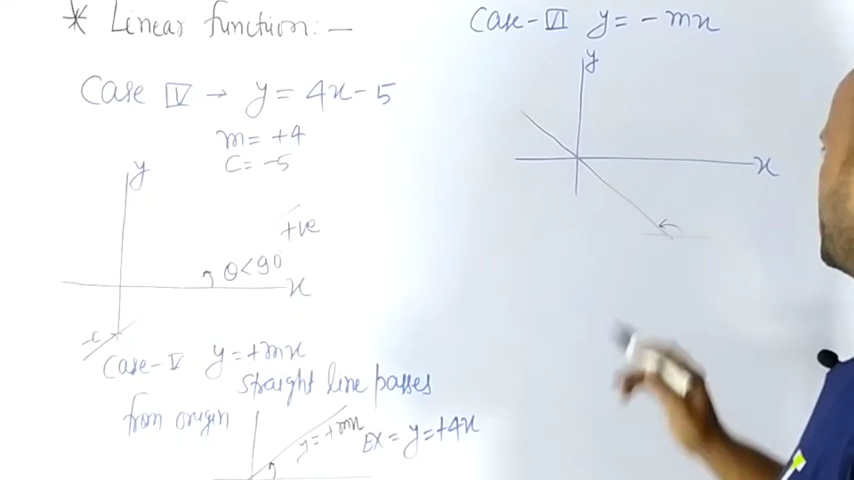 * Linear function:—
Case IV → y = 4x - 5
m = +4
C = -5
y
+ve
θ < 90
x
-C
Case-V y = +mx
straight line passes
from origin
y = +mx
EX = y = +4x
Case-VI y = - mx
y
x